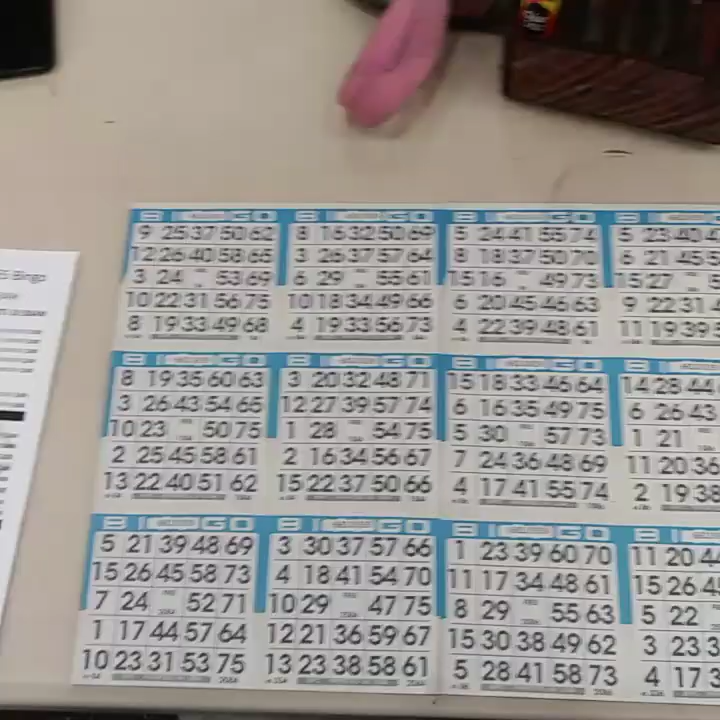 BINGO BINGO BINGO BINGO
9 25 37 50 62 8 16 32 50 69 5 24 41 55 74 5 23 40
12 26 40 58 65 3 26 37 57 64 8 18 37 50 70 6 21 45
3 24 53 69 6 29 55 61 15 16 49 73 15 27
10 22 31 56 75 10 18 34 49 66 6 20 45 46 63 9 22 31
8 19 33 49 68 4 19 33 56 73 4 22 39 48 61 11 19 39
BINGO BINGO BINGO BINGO
8 19 35 60 63 3 20 32 48 71 15 18 33 46 64 14 28 44
3 26 43 54 65 12 27 39 57 74 6 16 35 49 75 6 26 43
10 23 50 75 1 28 54 75 5 30 57 73 1 21
2 25 45 58 61 2 16 34 56 67 7 24 36 48 69 11 20 36
13 22 40 51 62 15 22 37 50 66 4 17 41 55 74 2 19 38
BINGO BINGO BINGO BINGO
5 21 39 48 69 3 30 37 57 66 1 23 39 60 70 11 20 44
15 26 45 58 73 4 18 41 54 70 11 17 34 48 61 15 26
7 24 52 71 10 29 47 75 8 29 55 63 5 22
1 17 44 57 64 12 21 36 59 67 15 30 38 49 62 3 23
10 23 31 53 75 13 23 38 58 61 5 28 41 58 73 4 17
Bingo